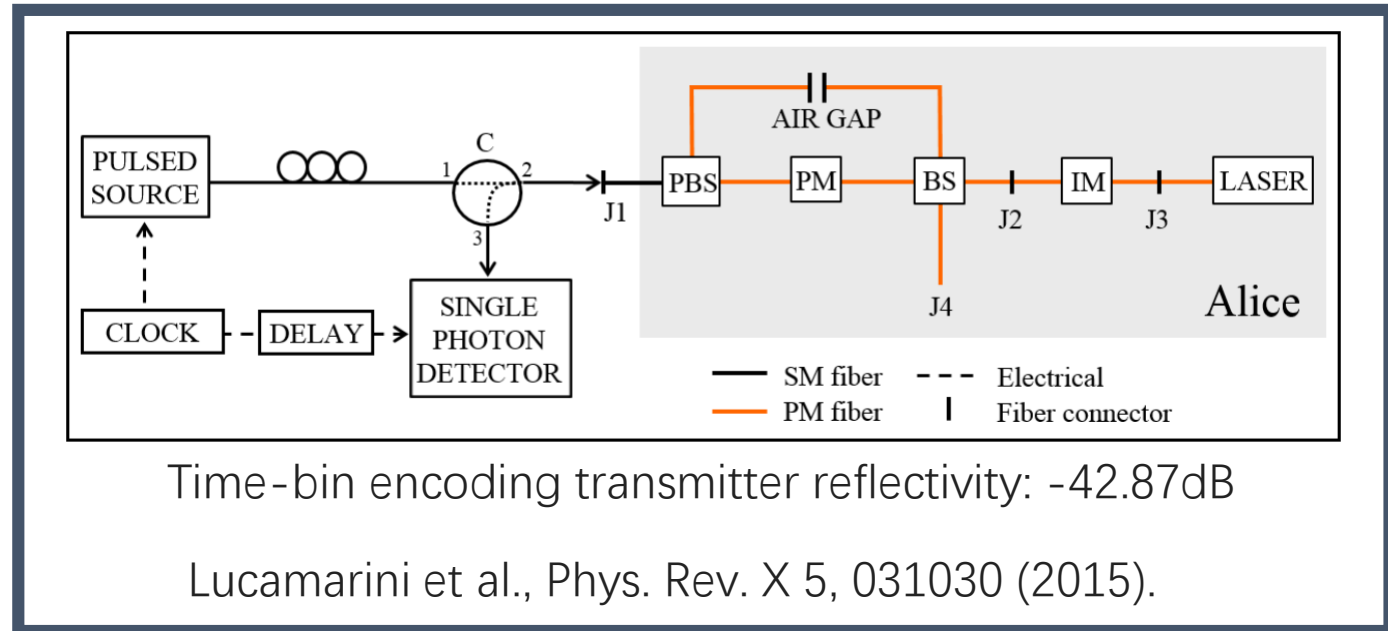 AIR GAP
C
PULSED
SOURCE
1
2
3
J1
PBS
PM
BS
J2
IM
J3
LASER
J4
Alice
CLOCK
DELAY
SINGLE
PHOTON
DETECTOR
SM fiber
Electrical
PM fiber
Fiber connector
Time-bin encoding transmitter reflectivity: -42.87dB
Lucamarini et al., Phys. Rev. X 5, 031030 (2015).